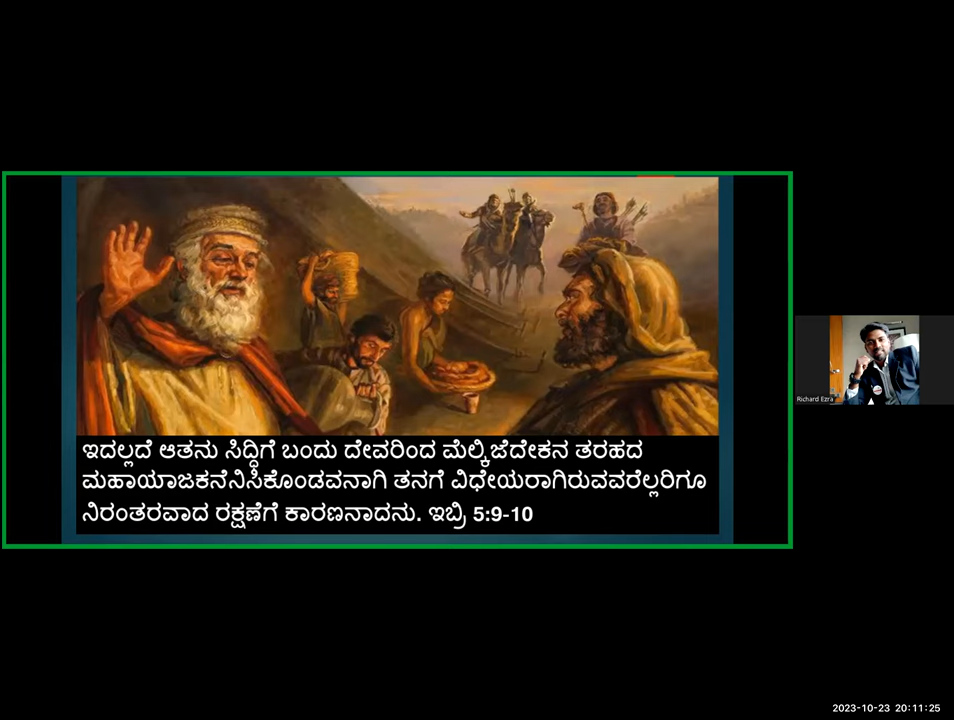 ಇದಲ್ಲದೆ ಆತನು ಸಿದ್ಧಿಗೆ ಬಂದು ದೇವರಿಂದ ಮೆಲ್ಕಿಜೆದೇಕನ ತರಹದ
ಮಹಾಯಾಜಕನೆನಿಸಿಕೊಂಡವನಾಗಿ ತನಗೆ ವಿಧೇಯರಾಗಿರುವವರೆಲ್ಲರಿಗೂ
ನಿರಂತರವಾದ ರಕ್ಷಣೆಗೆ ಕಾರಣನಾದನು. ಇಬ್ರಿ 5:9-10
Richard Ezra
2023-10-23 20:11:25